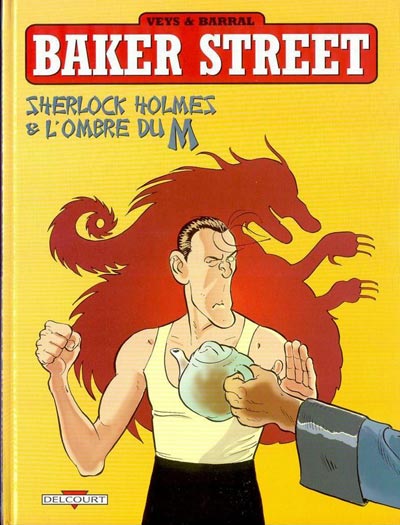 VEYS & BARRAL
BAKER STREET
SHERLOCK HOLMES
& L'OMBRE DU M
DELCOURT